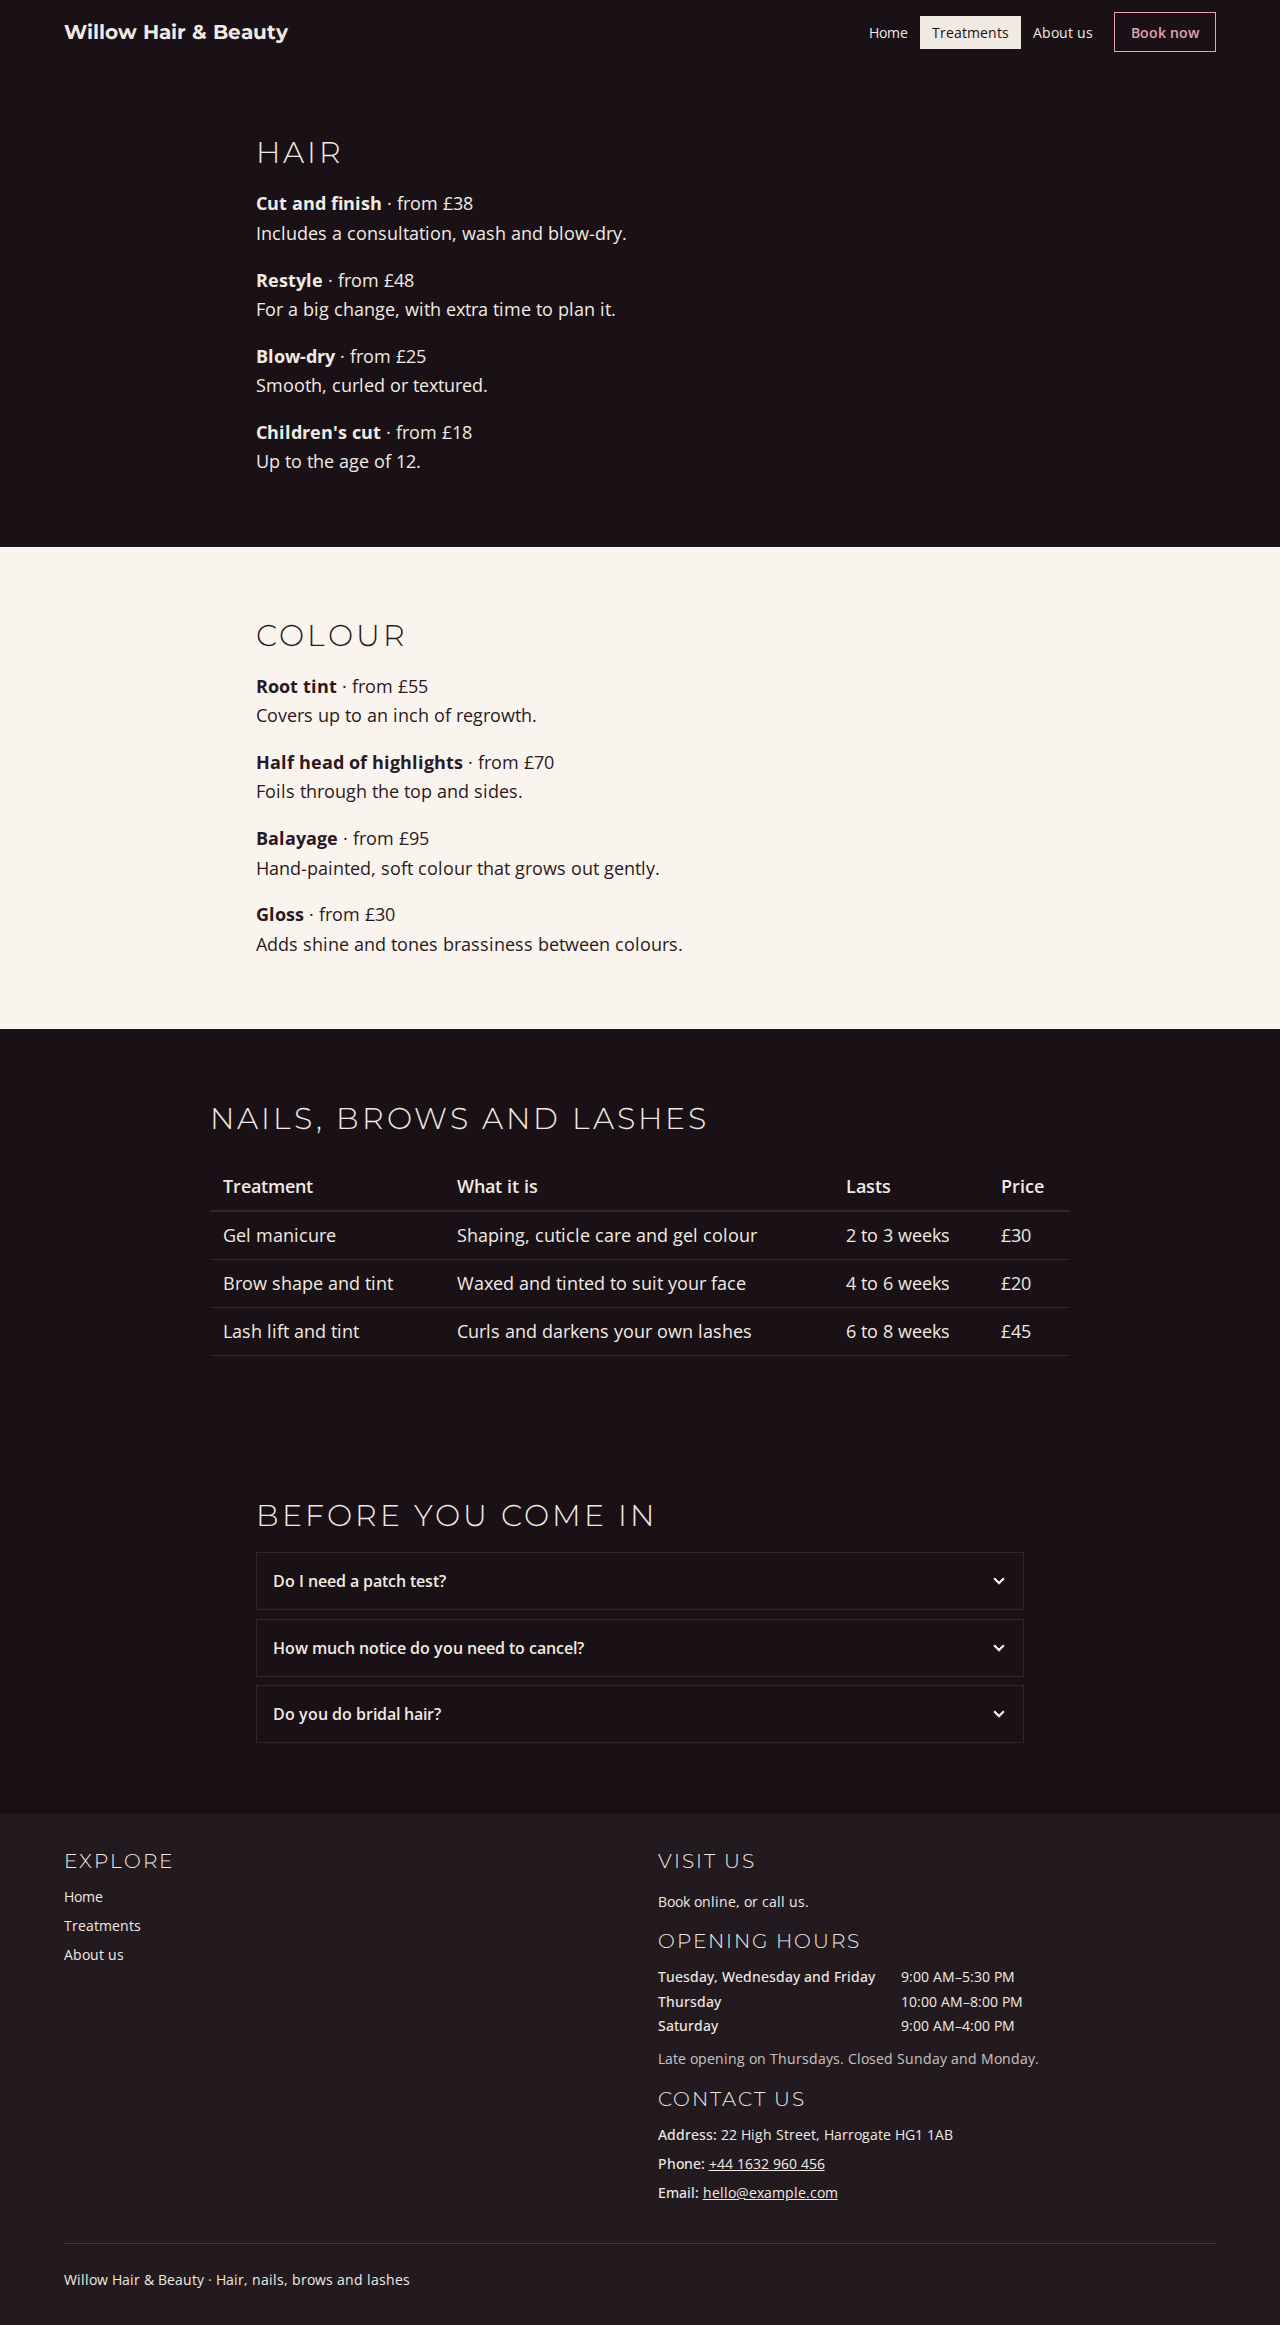 Willow Hair & Beauty
Home Treatments About us Book now
HAIR
Cut and finish · from £38
Includes a consultation, wash and blow-dry.
Restyle · from £48
For a big change, with extra time to plan it.
Blow-dry · from £25
Smooth, curled or textured.
Children's cut · from £18
Up to the age of 12.
COLOUR
Root tint · from £55
Covers up to an inch of regrowth.
Half head of highlights · from £70
Foils through the top and sides.
Balayage · from £95
Hand-painted, soft colour that grows out gently.
Gloss · from £30
Adds shine and tones brassiness between colours.
NAILS, BROWS AND LASHES
Treatment What it is Lasts Price
Gel manicure Shaping, cuticle care and gel colour 2 to 3 weeks £30
Brow shape and tint Waxed and tinted to suit your face 4 to 6 weeks £20
Lash lift and tint Curls and darkens your own lashes 6 to 8 weeks £45
BEFORE YOU COME IN
Do I need a patch test?
How much notice do you need to cancel?
Do you do bridal hair?
EXPLORE
Home
Treatments
About us
VISIT US
Book online, or call us.
OPENING HOURS
Tuesday, Wednesday and Friday 9:00 AM–5:30 PM
Thursday 10:00 AM–8:00 PM
Saturday 9:00 AM–4:00 PM
Late opening on Thursdays. Closed Sunday and Monday.
CONTACT US
Address: 22 High Street, Harrogate HG1 1AB
Phone: +44 1632 960 456
Email: hello@example.com
Willow Hair & Beauty · Hair, nails, brows and lashes